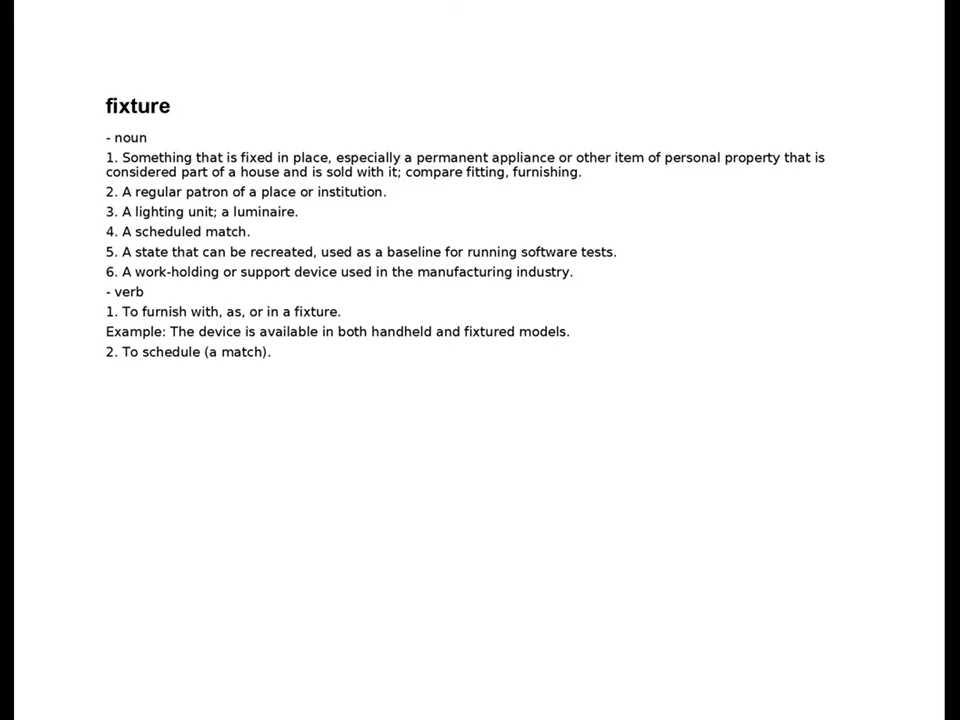 fixture
- noun
1. Something that is fixed in place, especially a permanent appliance or other item of personal property that is
considered part of a house and is sold with it; compare fitting, furnishing.
2. A regular patron of a place or institution.
3. A lighting unit; a luminaire.
4. A scheduled match.
5. A state that can be recreated, used as a baseline for running software tests.
6. A work-holding or support device used in the manufacturing industry.
- verb
1. To furnish with, as, or in a fixture.
Example: The device is available in both handheld and fixtured models.
2. To schedule (a match).